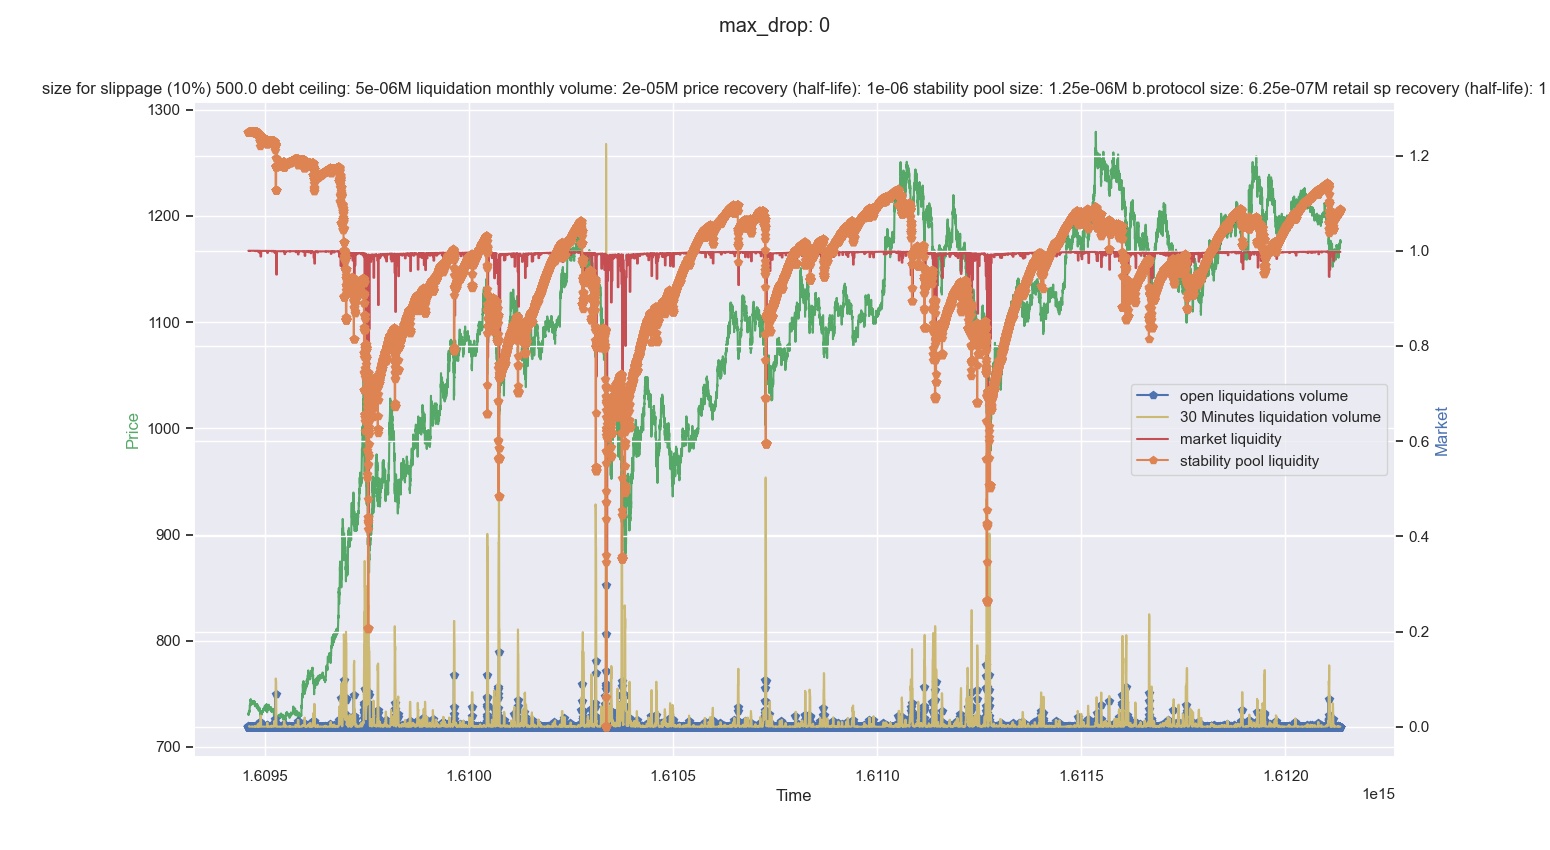 max_drop: 0
size for slippage (10%) 500.0 debt ceiling: 5e-06M liquidation monthly volume: 2e-05M price recovery (half-life): 1e-06 stability pool size: 1.25e-06M b.protocol size: 6.25e-07M retail sp recovery (half-life): 1
1300
1200
1100
1000
900
800
700
Price
1.2
1.0
0.8
0.6
0.4
0.2
0.0
Market
open liquidations volume
30 Minutes liquidation volume
market liquidity
stability pool liquidity
1.6095 1.6100 1.6105 1.6110 1.6115 1.6120
Time
1e15